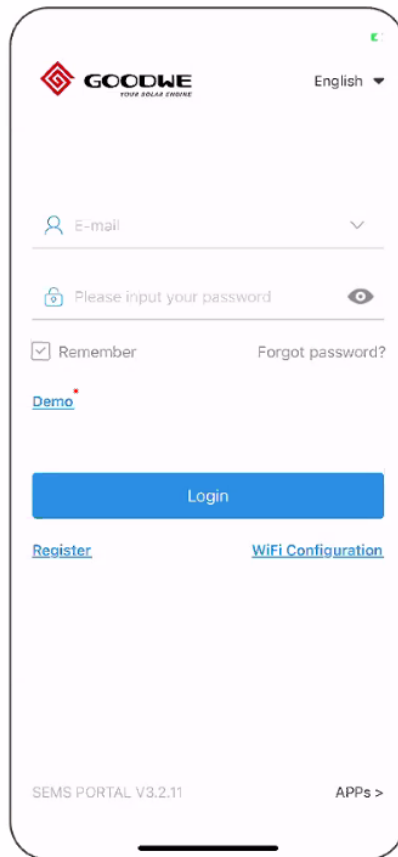 GOODWE
YOUR SOLAR ENGINE
English
E-mail
Please input your password
Remember
Forgot password?
Demo
Login
Register
WiFi Configuration
SEMS PORTAL V3.2.11
APPs >